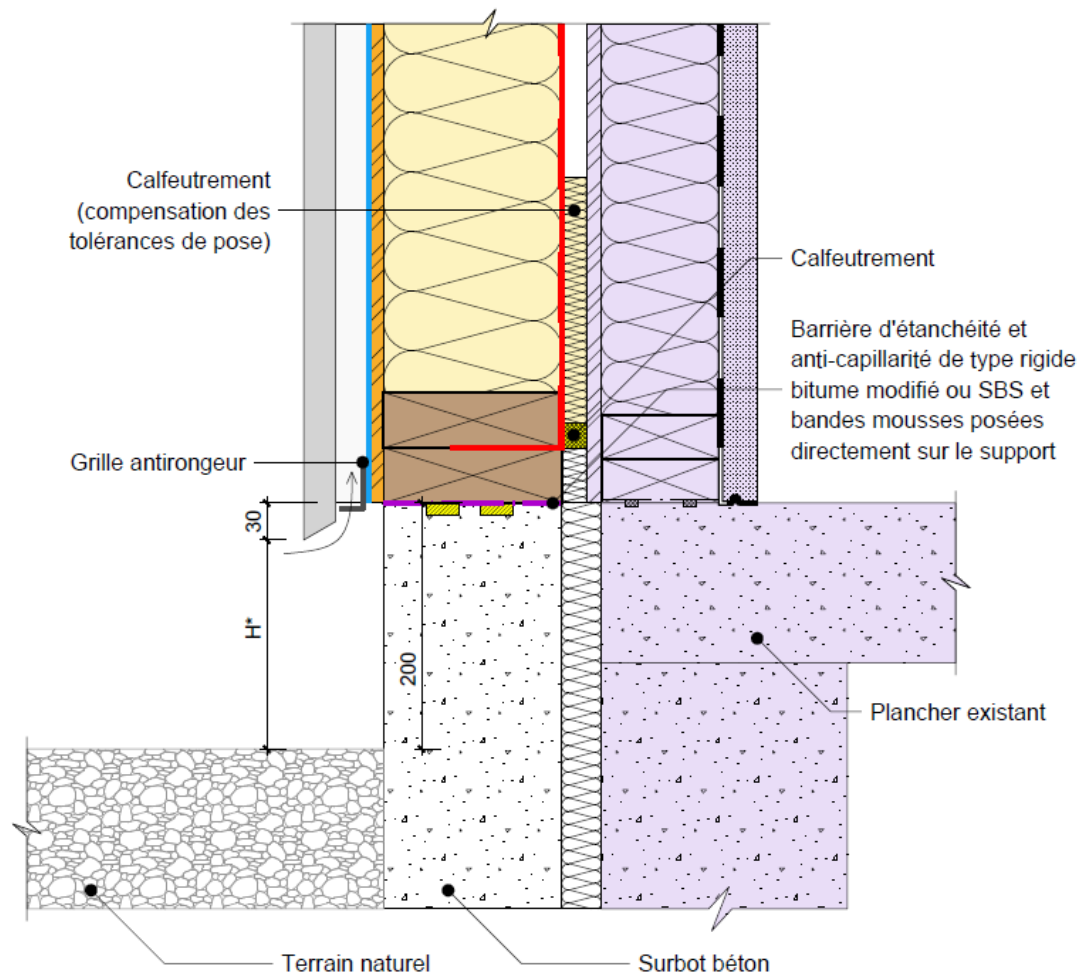 Calfeutrement
(compensation des
tolérances de pose)
Calfeutrement
Barrière d'étanchéité et
anti-capillarité de type rigide
bitume modifié ou SBS et
bandes mousses posées
directement sur le support
Grille antirongeur
30
H*
200
Plancher existant
Terrain naturel
Surbot béton